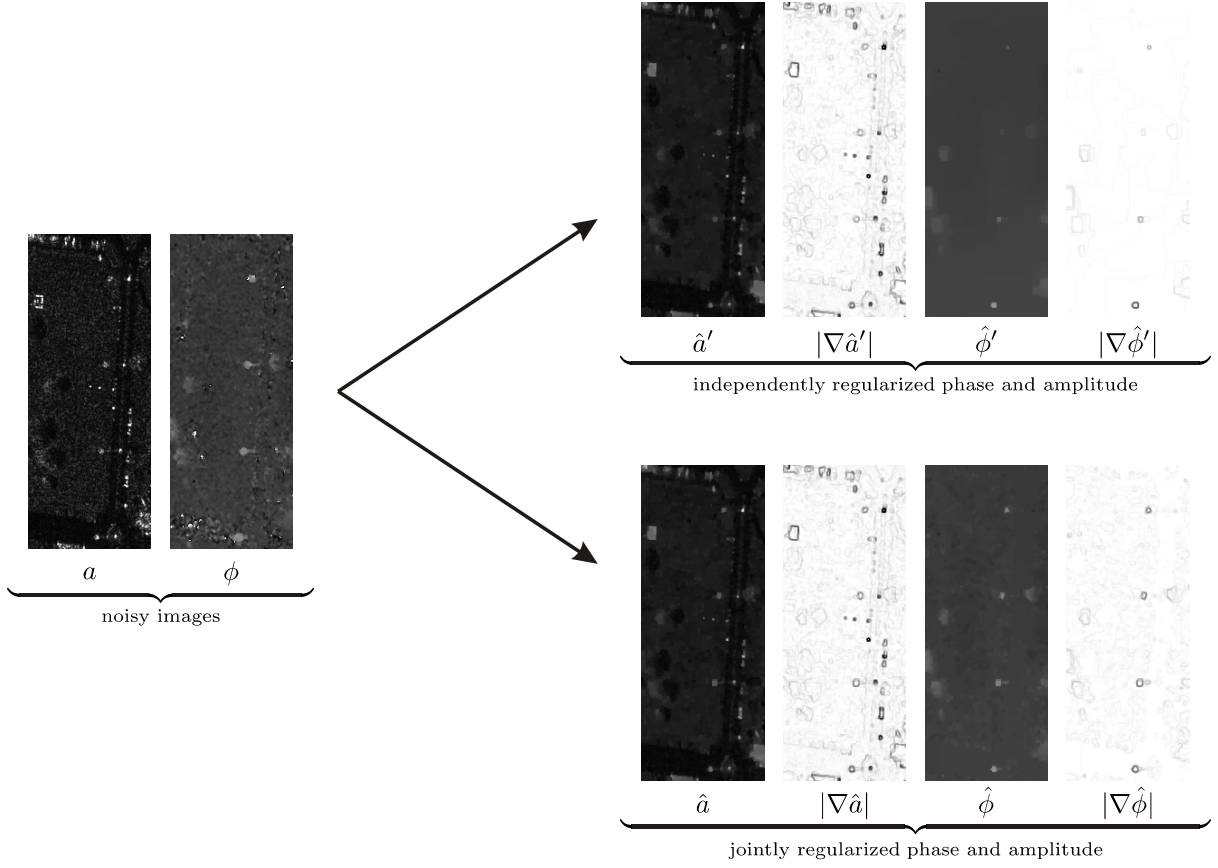 a ϕ
noisy images
â′ |∇â′| ϕ̂′ |∇ϕ̂′|
independently regularized phase and amplitude
â |∇â| ϕ̂ |∇ϕ̂|
jointly regularized phase and amplitude